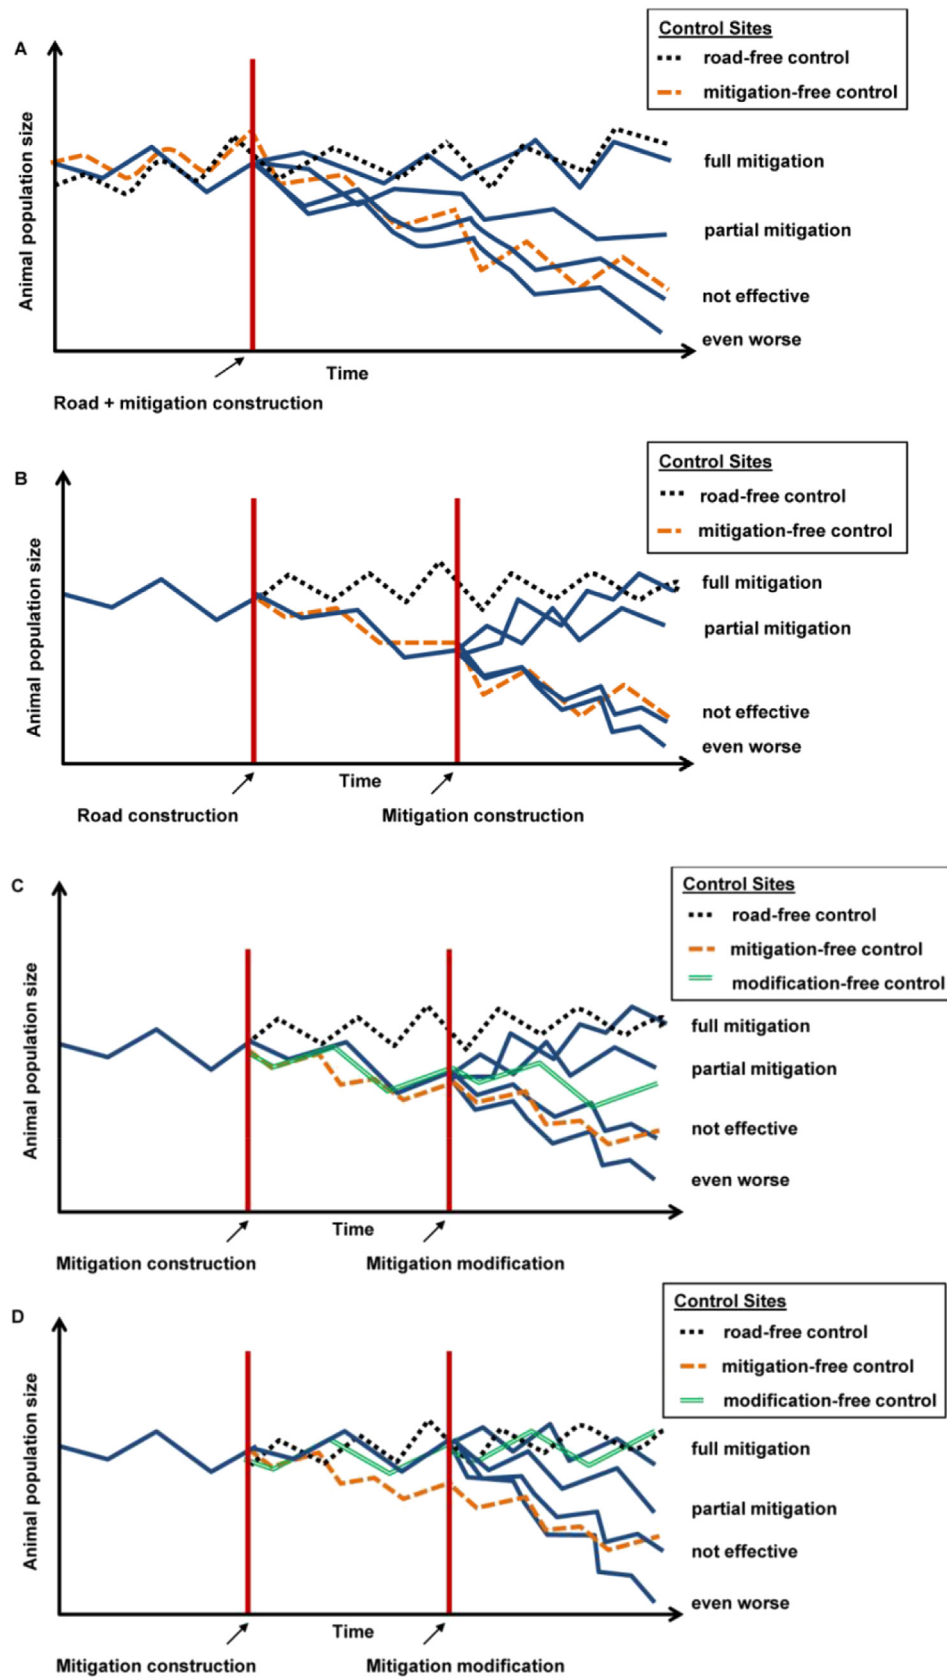 A
Control Sites
road-free control
mitigation-free control
Animal population size
full mitigation
partial mitigation
not effective
even worse
Time
Road + mitigation construction
B
Control Sites
road-free control
mitigation-free control
Animal population size
full mitigation
partial mitigation
not effective
even worse
Time
Road construction
Mitigation construction
C
Control Sites
road-free control
mitigation-free control
modification-free control
Animal population size
full mitigation
partial mitigation
not effective
even worse
Time
Mitigation construction
Mitigation modification
D
Control Sites
road-free control
mitigation-free control
modification-free control
Animal population size
full mitigation
partial mitigation
not effective
even worse
Time
Mitigation construction
Mitigation modification